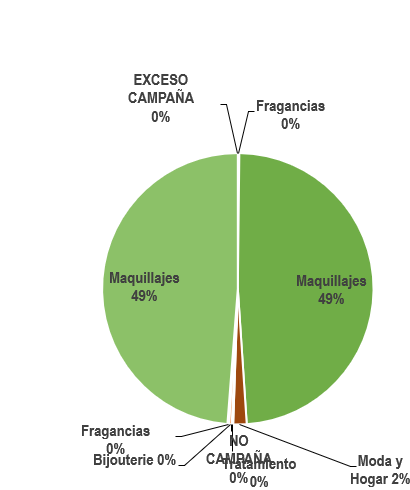 EXCESO
CAMPAÑA
0%
Fragancias
0%
Maquillajes
49%
Maquillajes
49%
Fragancias
0%
Bijouterie 0%
NO
CAMPAÑA
0%
Tratamiento
0%
Moda y
Hogar 2%